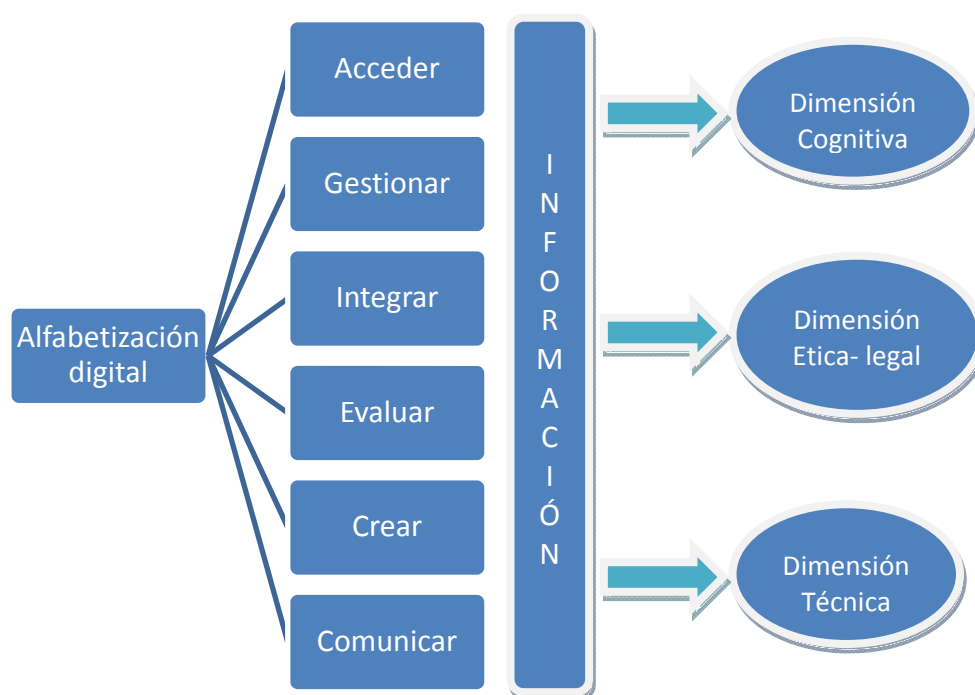 Alfabetización
digital
Acceder
Gestionar
Integrar
Evaluar
Crear
Comunicar
I
N
F
O
R
M
A
C
I
Ó
N
Dimensión
Cognitiva
Dimensión
Etica- legal
Dimensión
Técnica